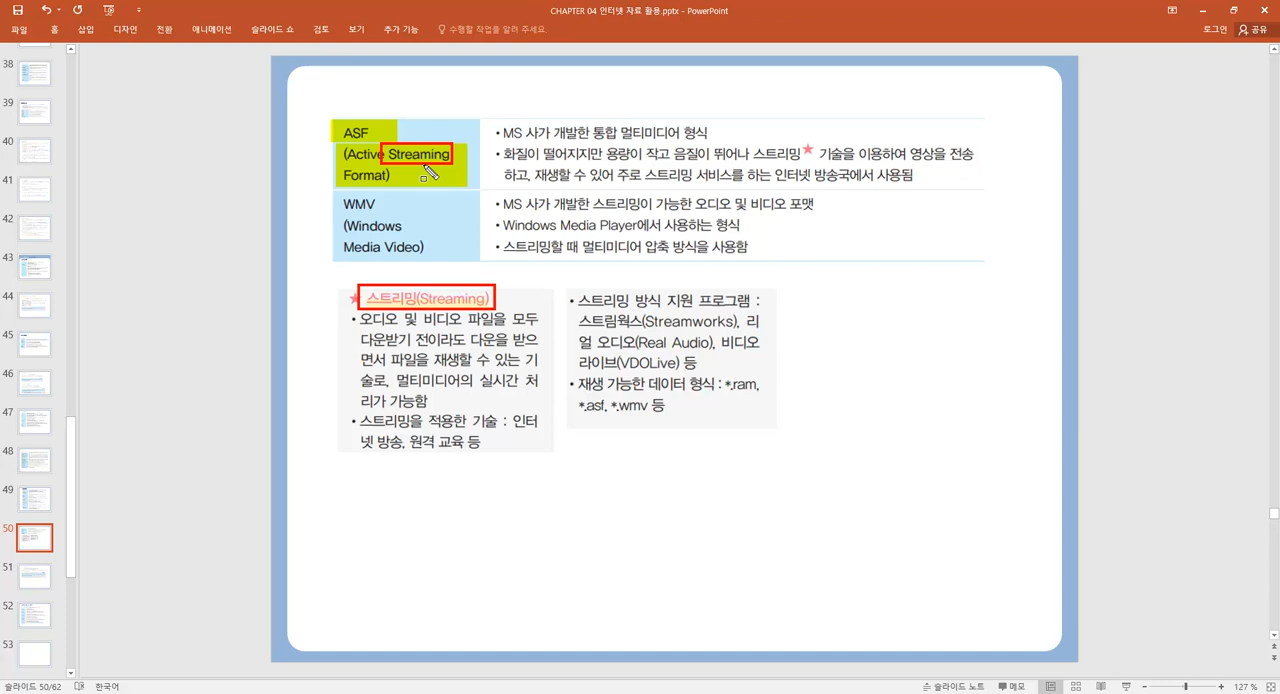 CHAPTER 04 인터넷 자료 활용.pptx - PowerPoint
파일 홈 삽입 디자인 전환 애니메이션 슬라이드 쇼 검토 보기 추가 기능 수행할 작업을 알려 주세요. 로그인 공유
38
39
40
41
42
43
44
45
46
47
48
49
50
51
52
53
ASF
(Active Streaming
Format)
• MS 사가 개발한 통합 멀티미디어 형식
• 화질이 떨어지지만 용량이 작고 음질이 뛰어나 스트리밍★ 기술을 이용하여 영상을 전송
하고, 재생할 수 있어 주로 스트리밍 서비스를 하는 인터넷 방송국에서 사용됨
WMV
(Windows
Media Video)
• MS 사가 개발한 스트리밍이 가능한 오디오 및 비디오 포맷
• Windows Media Player에서 사용하는 형식
• 스트리밍할 때 멀티미디어 압축 방식을 사용함
★ 스트리밍(Streaming)
• 오디오 및 비디오 파일을 모두
다운받기 전이라도 다운을 받으
면서 파일을 재생할 수 있는 기
술로, 멀티미디어의 실시간 처
리가 가능함
• 스트리밍을 적용한 기술 : 인터
넷 방송, 원격 교육 등
• 스트리밍 방식 지원 프로그램 :
스트림웍스(Streamworks), 리
얼 오디오(Real Audio), 비디오
라이브(VDOLive) 등
• 재생 가능한 데이터 형식 : *.ram,
*.asf, *.wmv 등
슬라이드 50/62 한국어 슬라이드 노트 메모 127 %